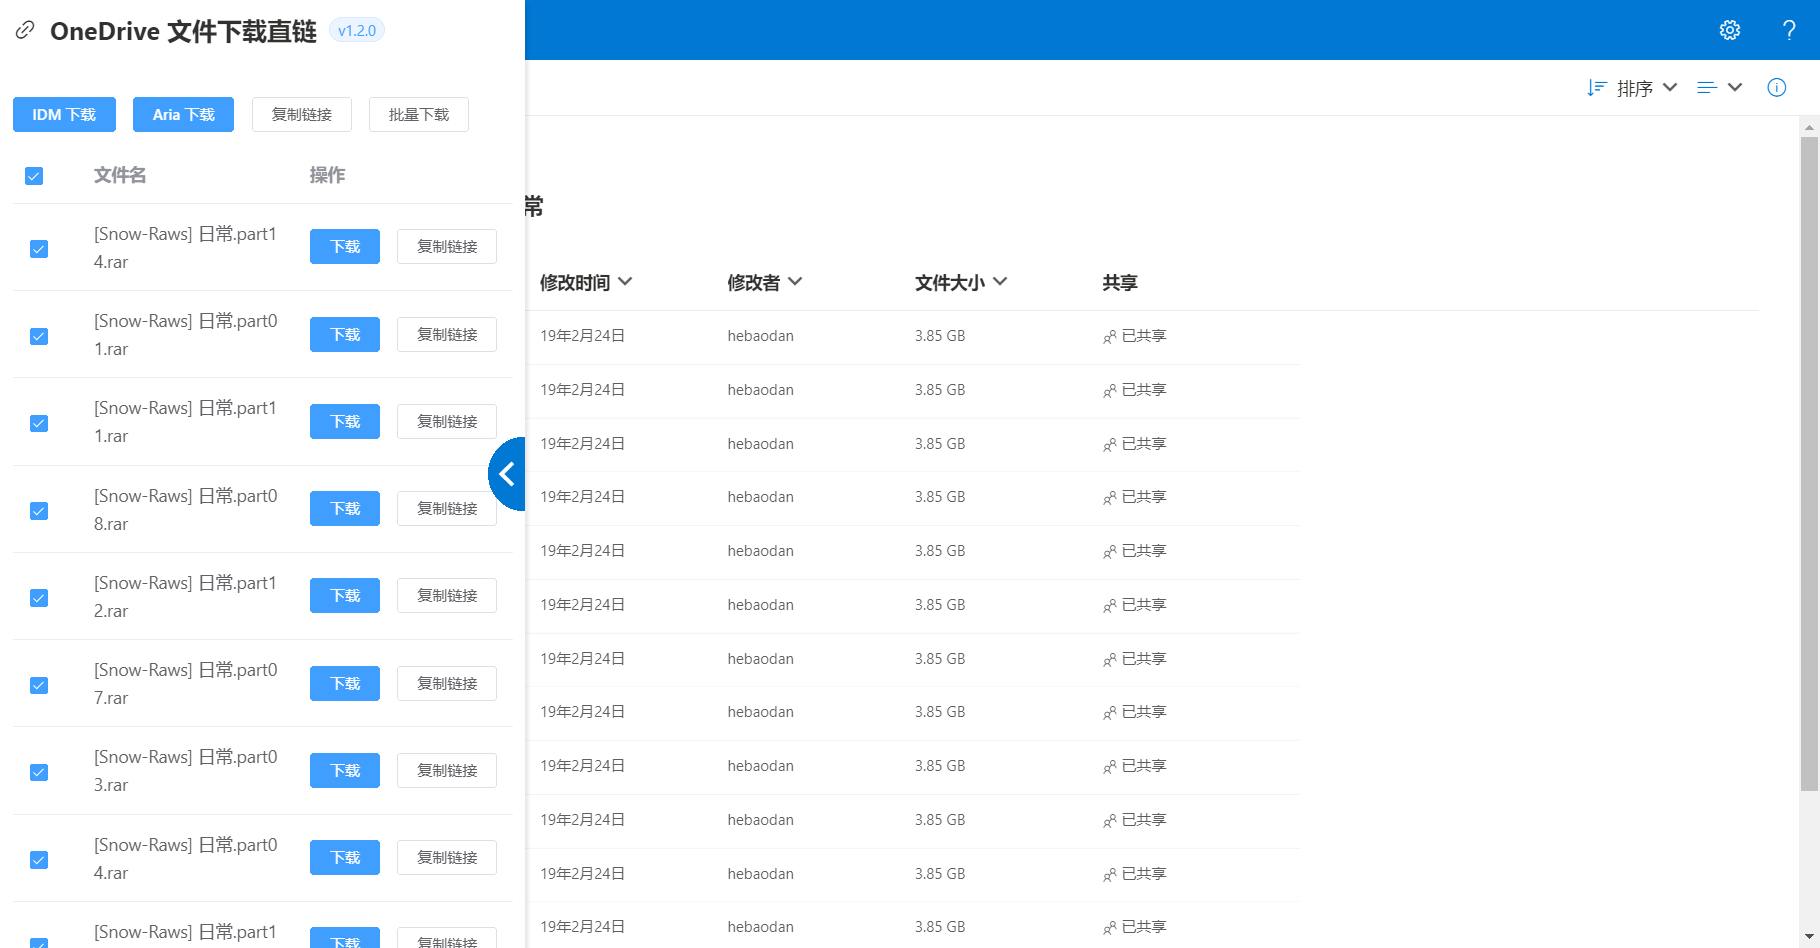 OneDrive 文件下载直链 v1.2.0
IDM 下载 Aria 下载 复制链接 批量下载
文件名 操作
[Snow-Raws] 日常.part1
4.rar
下载 复制链接
[Snow-Raws] 日常.part0
1.rar
下载 复制链接
[Snow-Raws] 日常.part1
1.rar
下载 复制链接
[Snow-Raws] 日常.part0
8.rar
下载 复制链接
[Snow-Raws] 日常.part1
2.rar
下载 复制链接
[Snow-Raws] 日常.part0
7.rar
下载 复制链接
[Snow-Raws] 日常.part0
3.rar
下载 复制链接
[Snow-Raws] 日常.part0
4.rar
下载 复制链接
[Snow-Raws] 日常.part1
下载 复制链接
?
排序
常
修改时间 修改者 文件大小 共享
19年2月24日 hebaodan 3.85 GB 已共享
19年2月24日 hebaodan 3.85 GB 已共享
19年2月24日 hebaodan 3.85 GB 已共享
19年2月24日 hebaodan 3.85 GB 已共享
19年2月24日 hebaodan 3.85 GB 已共享
19年2月24日 hebaodan 3.85 GB 已共享
19年2月24日 hebaodan 3.85 GB 已共享
19年2月24日 hebaodan 3.85 GB 已共享
19年2月24日 hebaodan 3.85 GB 已共享
19年2月24日 hebaodan 3.85 GB 已共享
19年2月24日 hebaodan 3.85 GB 已共享
19年2月24日 hebaodan 3.85 GB 已共享